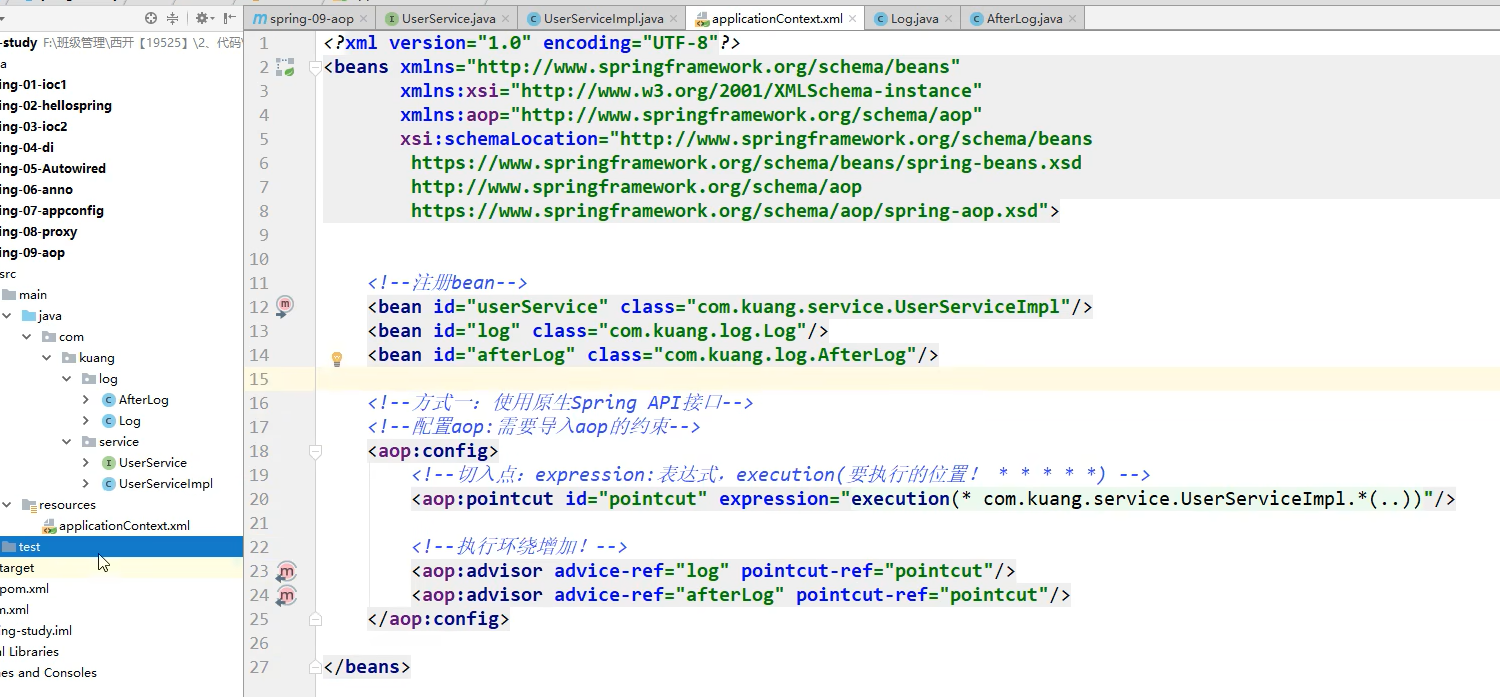 spring-09-aop
UserService.java
UserServiceImpl.java
applicationContext.xml
Log.java
AfterLog.java
-study F:\班级管理\西开【19525】\2、代码
a
ing-01-ioc1
ing-02-hellospring
ing-03-ioc2
ing-04-di
ing-05-Autowired
ing-06-anno
ing-07-appconfig
ing-08-proxy
ing-09-aop
src
main
java
com
kuang
log
AfterLog
Log
service
UserService
UserServiceImpl
resources
applicationContext.xml
test
target
pom.xml
m.xml
ng-study.iml
l Libraries
es and Consoles
1 <?xml version="1.0" encoding="UTF-8"?>
2 <beans xmlns="http://www.springframework.org/schema/beans"
3 xmlns:xsi="http://www.w3.org/2001/XMLSchema-instance"
4 xmlns:aop="http://www.springframework.org/schema/aop"
5 xsi:schemaLocation="http://www.springframework.org/schema/beans
6 https://www.springframework.org/schema/beans/spring-beans.xsd
7 http://www.springframework.org/schema/aop
8 https://www.springframework.org/schema/aop/spring-aop.xsd">
9
10
11 <!--注册bean-->
12 <bean id="userService" class="com.kuang.service.UserServiceImpl"/>
13 <bean id="log" class="com.kuang.log.Log"/>
14 <bean id="afterLog" class="com.kuang.log.AfterLog"/>
15
16 <!--方式一：使用原生Spring API接口-->
17 <!--配置aop:需要导入aop的约束-->
18 <aop:config>
19 <!--切入点：expression:表达式，execution(要执行的位置！ * * * * *) -->
20 <aop:pointcut id="pointcut" expression="execution(* com.kuang.service.UserServiceImpl.*(..))"/>
21
22 <!--执行环绕增加！-->
23 <aop:advisor advice-ref="log" pointcut-ref="pointcut"/>
24 <aop:advisor advice-ref="afterLog" pointcut-ref="pointcut"/>
25 </aop:config>
26
27 </beans>